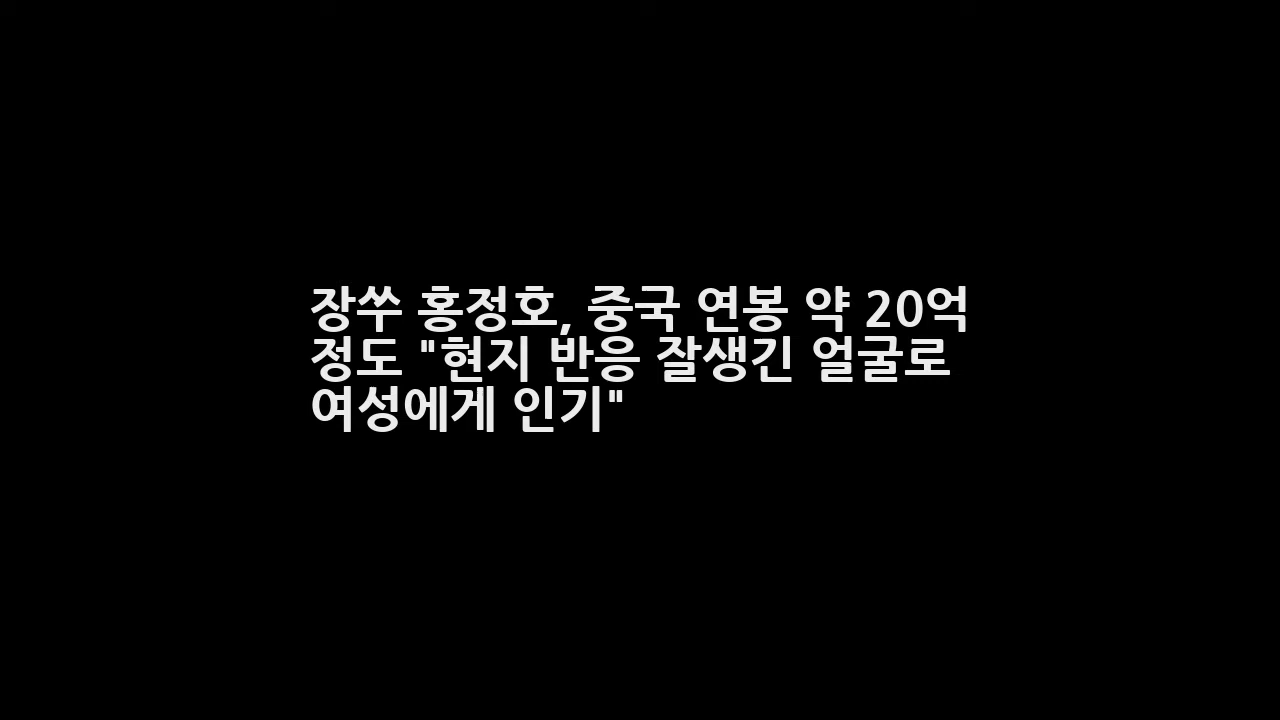 장쑤 홍정호, 중국 연봉 약 20억
정도 "현지 반응 잘생긴 얼굴로
여성에게 인기"